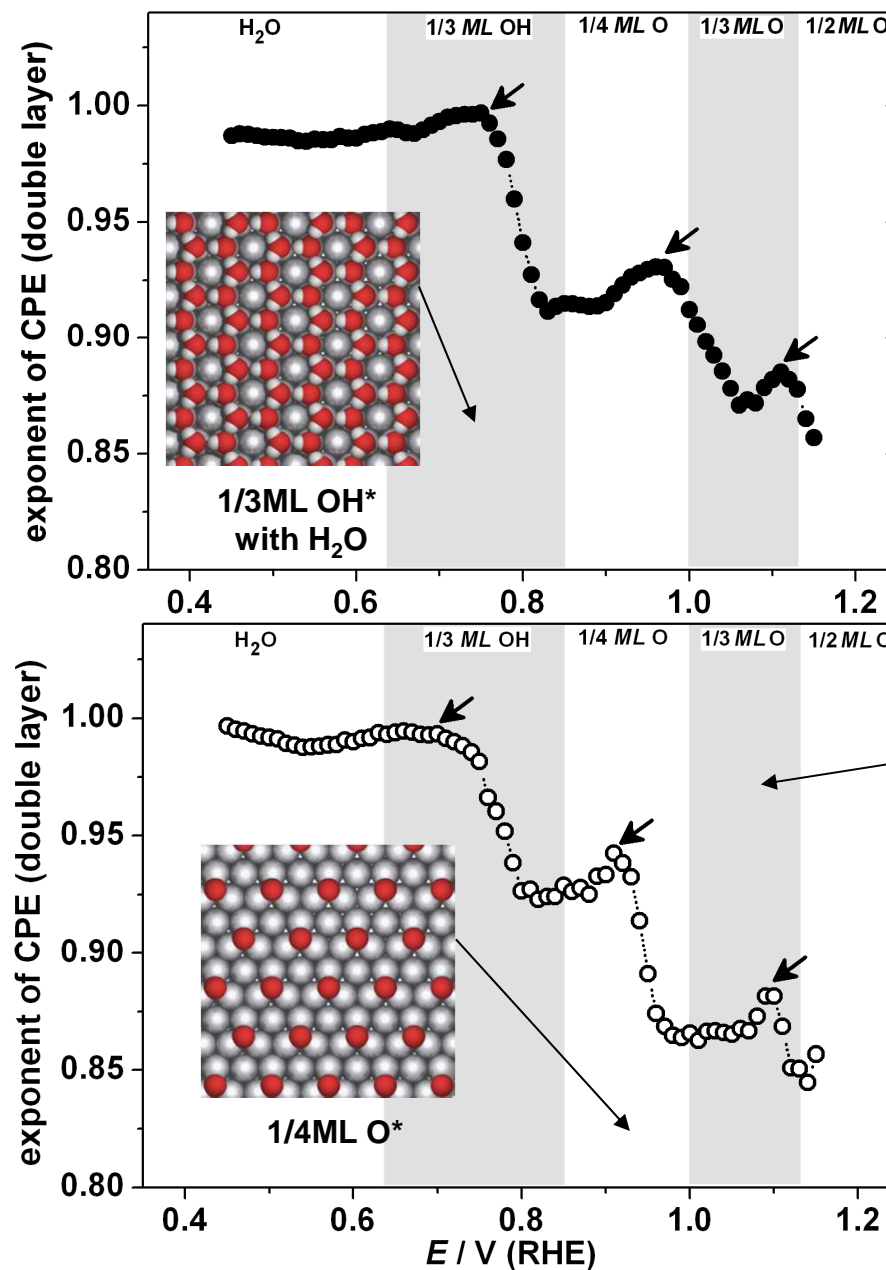 H₂O 1/3 ML OH 1/4 ML O 1/3 ML O 1/2 ML O
exponent of CPE (double layer)
1.00
0.95
0.90
0.85
0.80
1/3ML OH*
with H₂O
0.4 0.6 0.8 1.0 1.2
H₂O 1/3 ML OH 1/4 ML O 1/3 ML O 1/2 ML O
exponent of CPE (double layer)
1.00
0.95
0.90
0.85
0.80
1/4ML O*
0.4 0.6 0.8 1.0 1.2
E / V (RHE)